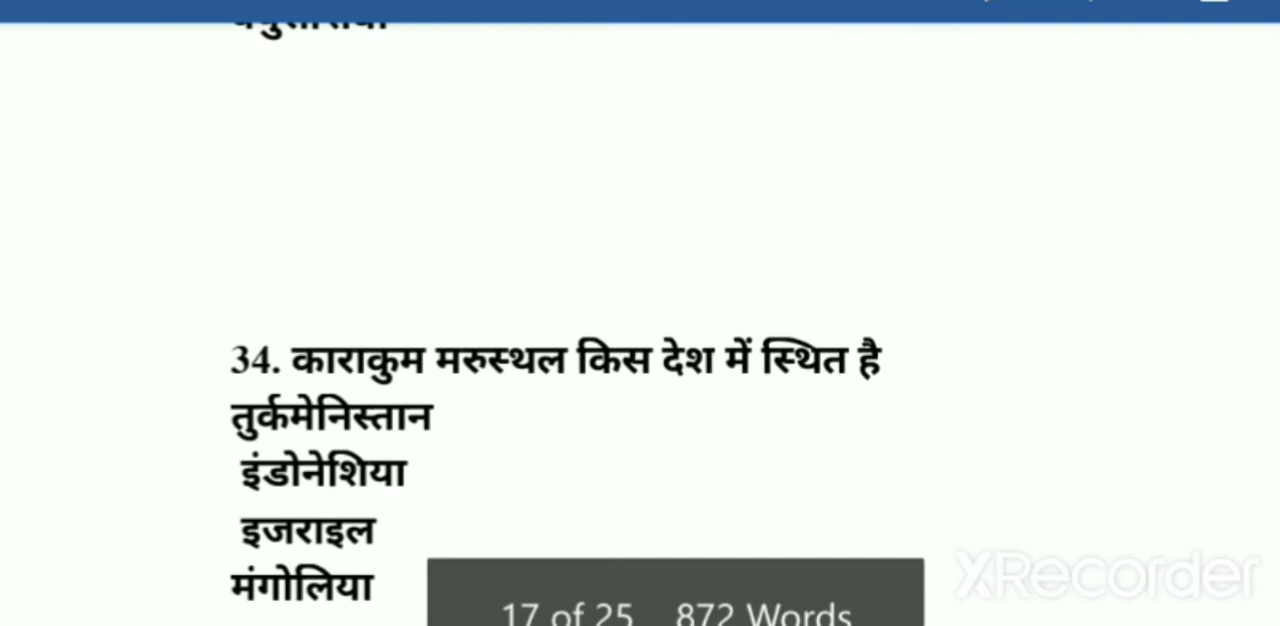 34. काराकुम मरुस्थल किस देश में स्थित है
तुर्कमेनिस्तान
इंडोनेशिया
इजराइल
मंगोलिया
17 of 25 872 Words
XRecorder